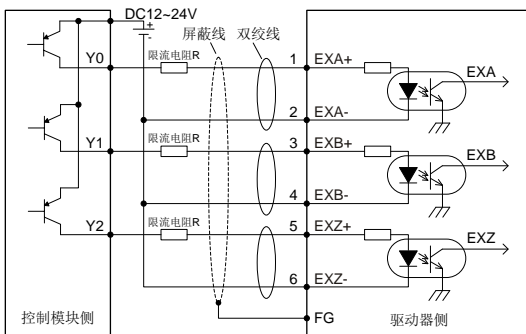 DC12~24V
+
-
屏蔽线 双绞线
Y0 限流电阻R 1 EXA+ EXA
2 EXA-
Y1 限流电阻R 3 EXB+ EXB
4 EXB-
Y2 限流电阻R 5 EXZ+ EXZ
6 EXZ-
控制模块侧 FG 驱动器侧